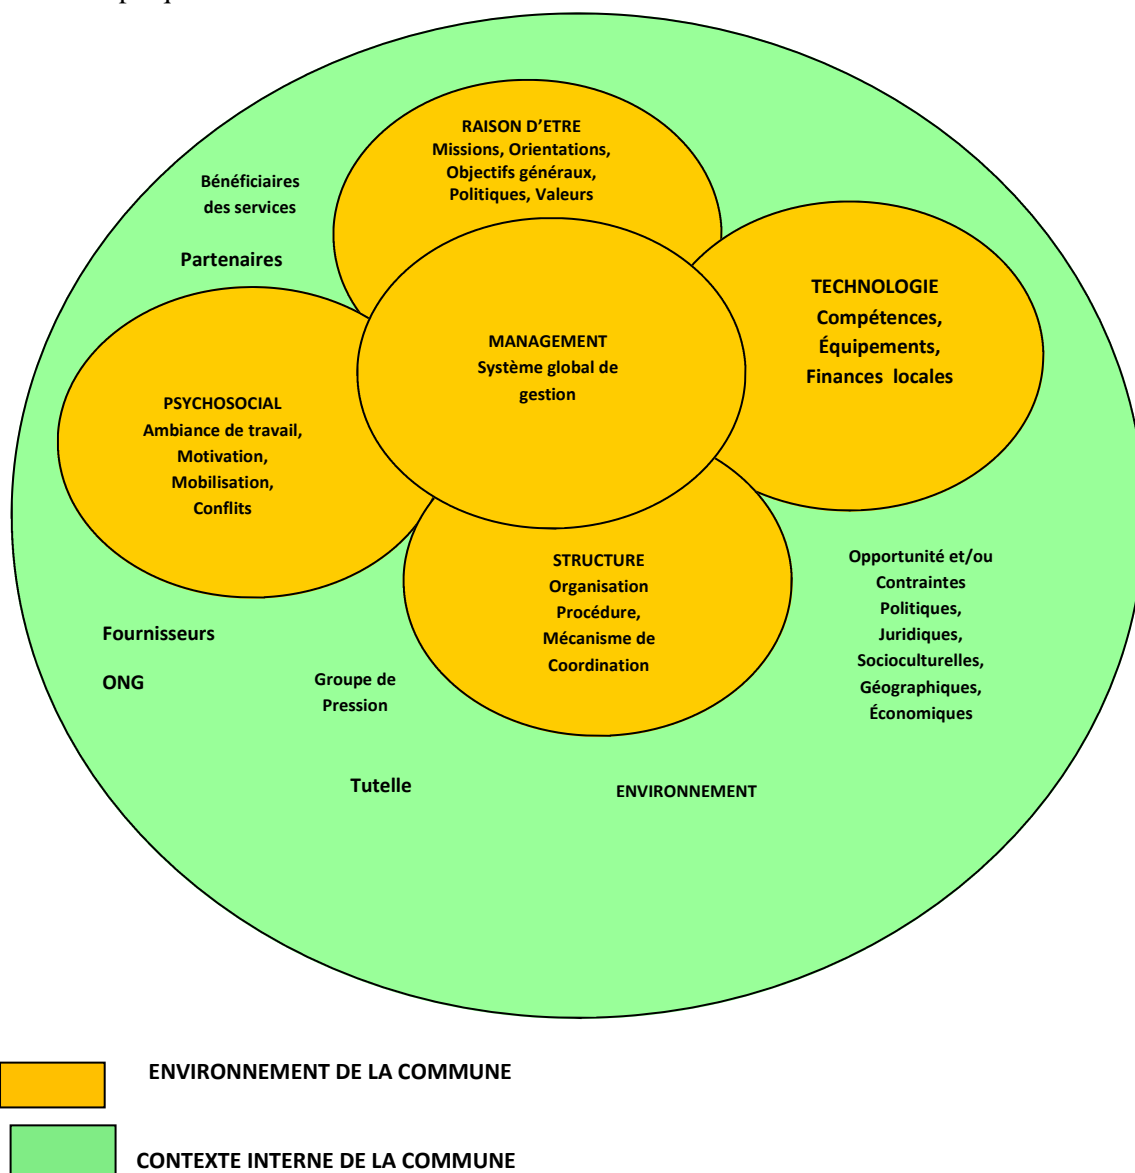 RAISON D'ETRE
Missions, Orientations,
Objectifs généraux,
Politiques, Valeurs
Bénéficiaires
des services
Partenaires
TECHNOLOGIE
Compétences,
Équipements,
Finances locales
MANAGEMENT
Système global de
gestion
PSYCHOSOCIAL
Ambiance de travail,
Motivation,
Mobilisation,
Conflits
STRUCTURE
Organisation
Procédure,
Mécanisme de
Coordination
Opportunité et/ou
Contraintes
Politiques,
Juridiques,
Socioculturelles,
Géographiques,
Économiques
Fournisseurs
ONG
Groupe de
Pression
Tutelle
ENVIRONNEMENT
ENVIRONNEMENT DE LA COMMUNE
CONTEXTE INTERNE DE LA COMMUNE